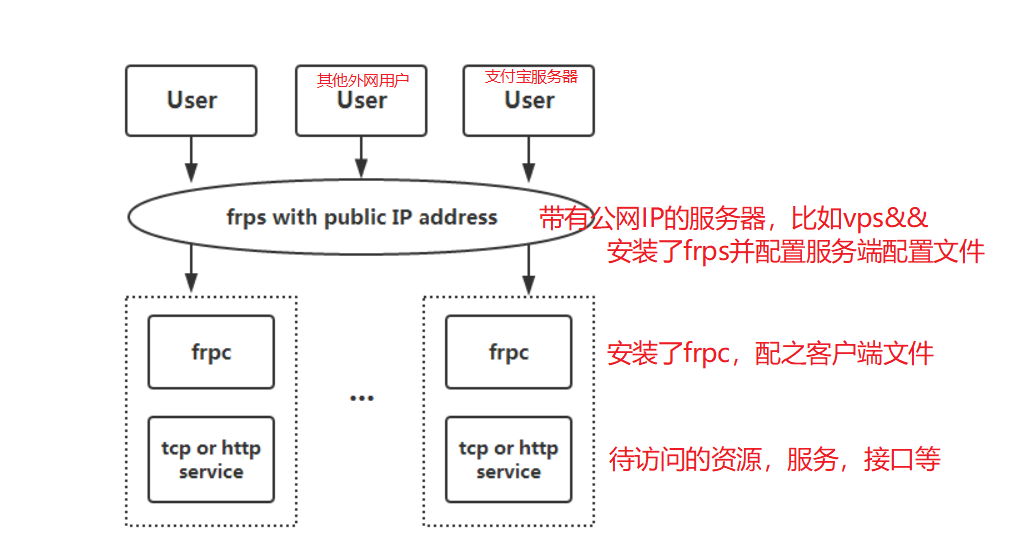 User
其他外网用户
User
支付宝服务器
User
frps with public IP address
带有公网IP的服务器，比如vps&&
安装了frps并配置服务端配置文件
frpc
frpc
安装了frpc，配之客户端文件
...
tcp or http
service
tcp or http
service
待访问的资源，服务，接口等